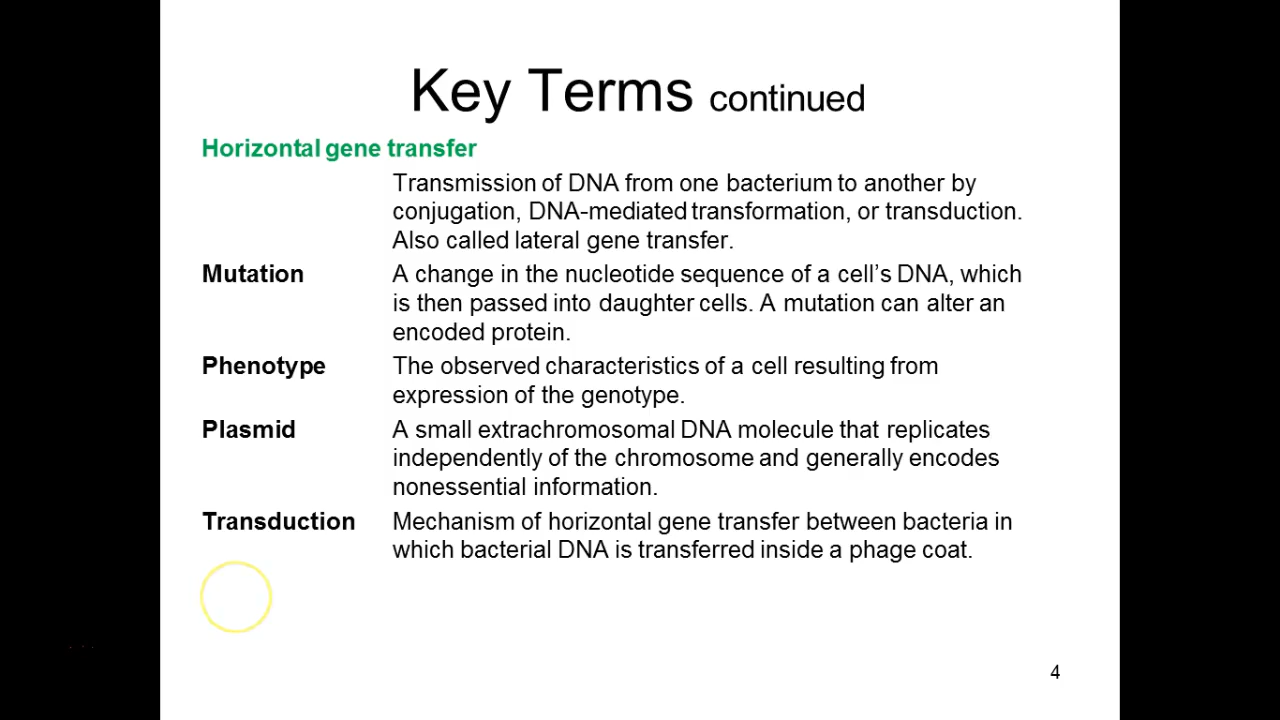 Key Terms continued
Horizontal gene transfer
Transmission of DNA from one bacterium to another by
conjugation, DNA-mediated transformation, or transduction.
Also called lateral gene transfer.
Mutation A change in the nucleotide sequence of a cell’s DNA, which
is then passed into daughter cells. A mutation can alter an
encoded protein.
Phenotype The observed characteristics of a cell resulting from
expression of the genotype.
Plasmid A small extrachromosomal DNA molecule that replicates
independently of the chromosome and generally encodes
nonessential information.
Transduction Mechanism of horizontal gene transfer between bacteria in
which bacterial DNA is transferred inside a phage coat.
4